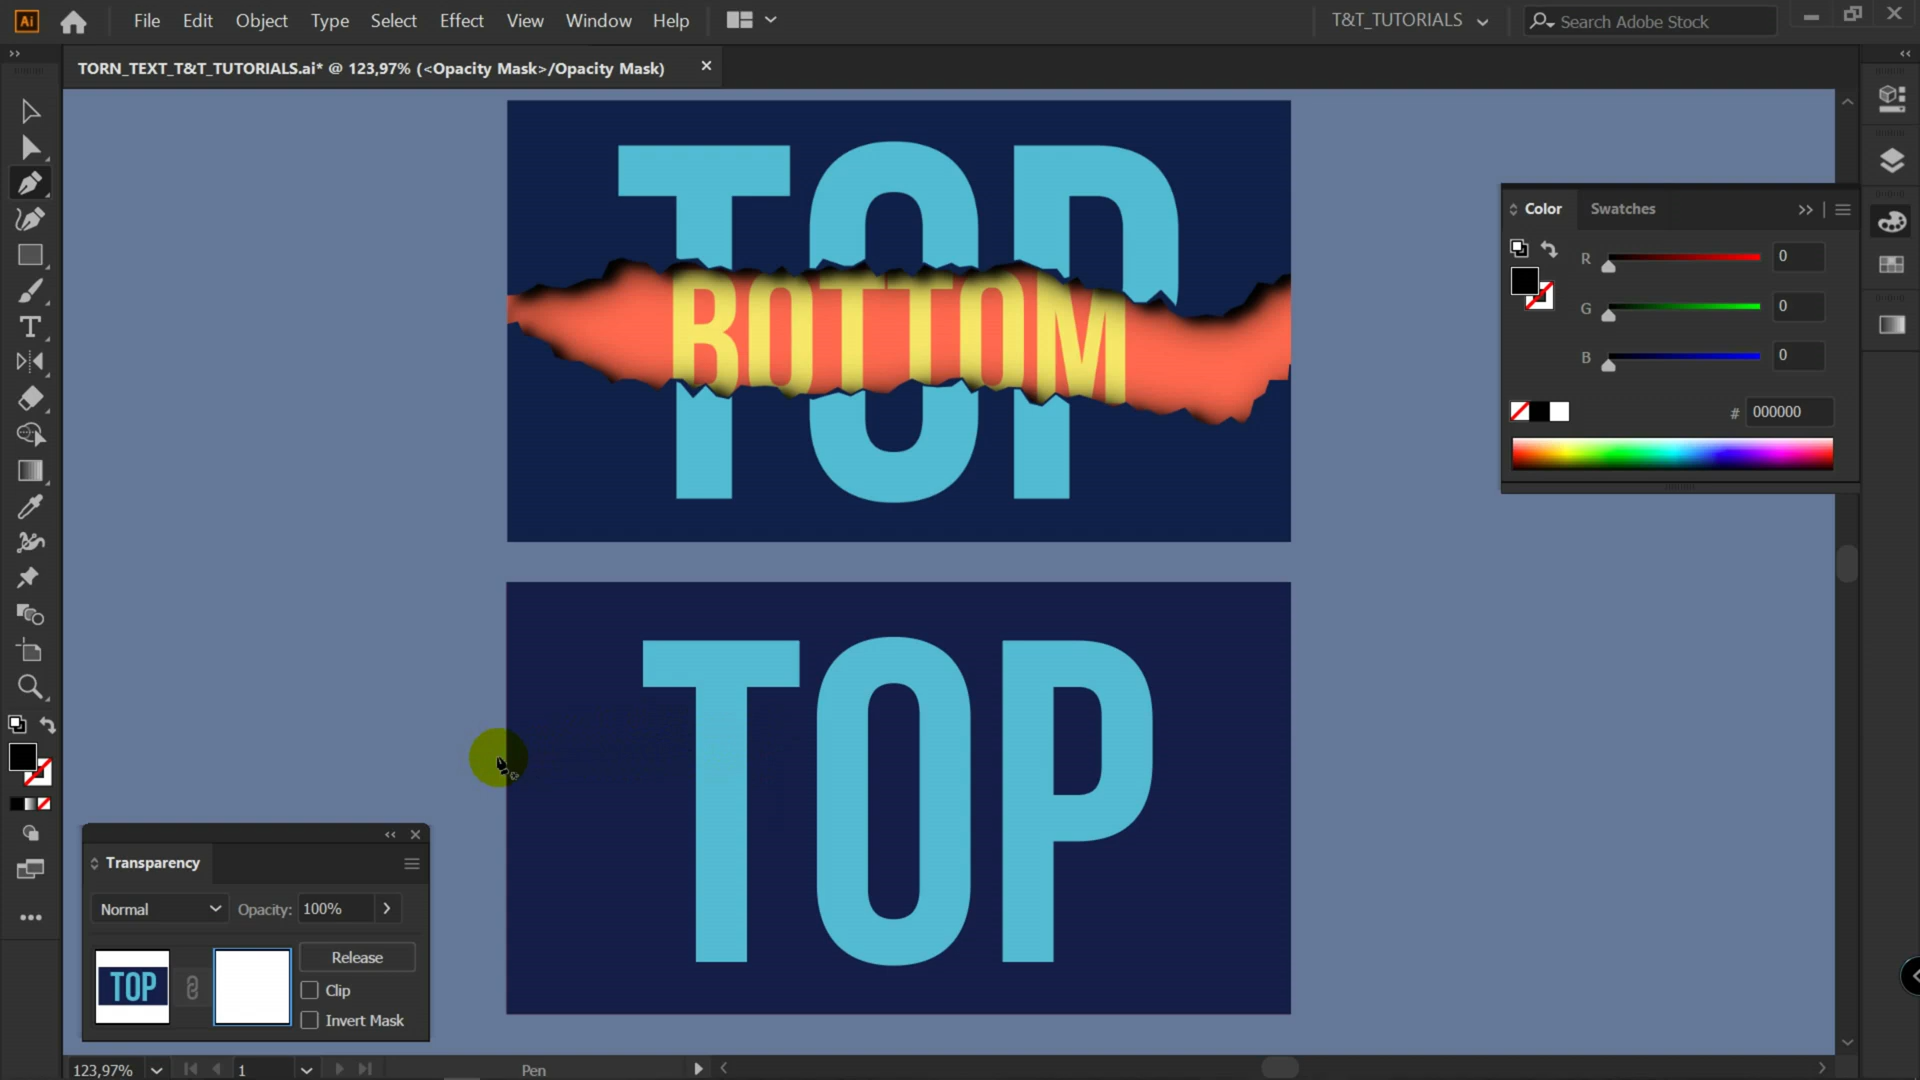 Ai File Edit Object Type Select Effect View Window Help T&T_TUTORIALS Search Adobe Stock
TORN_TEXT_T&T_TUTORIALS.ai* @ 123,97% (<Opacity Mask>/Opacity Mask)
TOP
BOTTOM
Color Swatches
R 0
G 0
B 0
# 000000
TOP
Transparency
Normal Opacity: 100%
TOP
Release
Clip
Invert Mask
123,97% 1 Pen